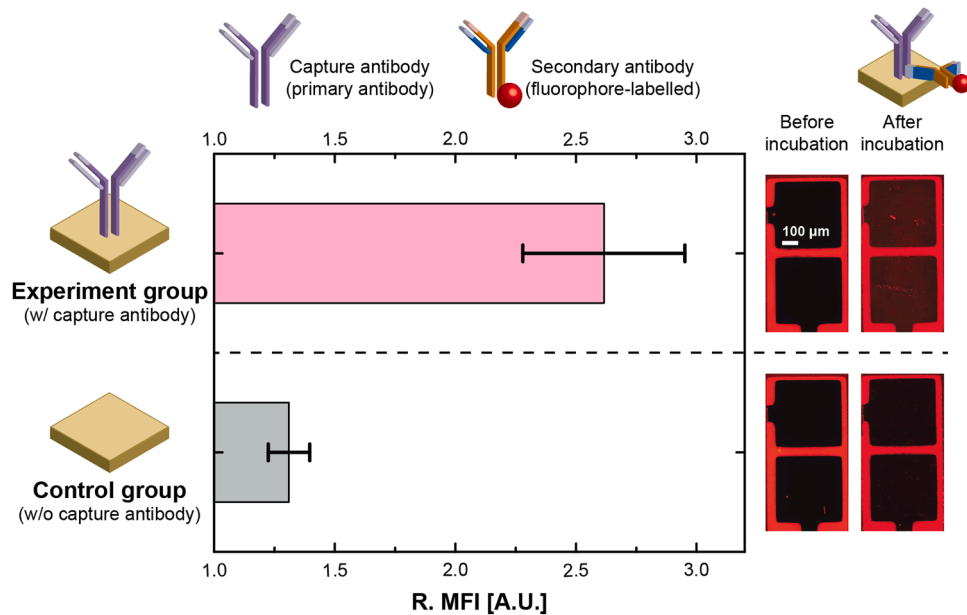 Capture antibody
(primary antibody)
Secondary antibody
(fluorophore-labelled)
Before
incubation
After
incubation
1.0 1.5 2.0 2.5 3.0
100 μm
Experiment group
(w/ capture antibody)
Control group
(w/o capture antibody)
1.0 1.5 2.0 2.5 3.0
R. MFI [A.U.]